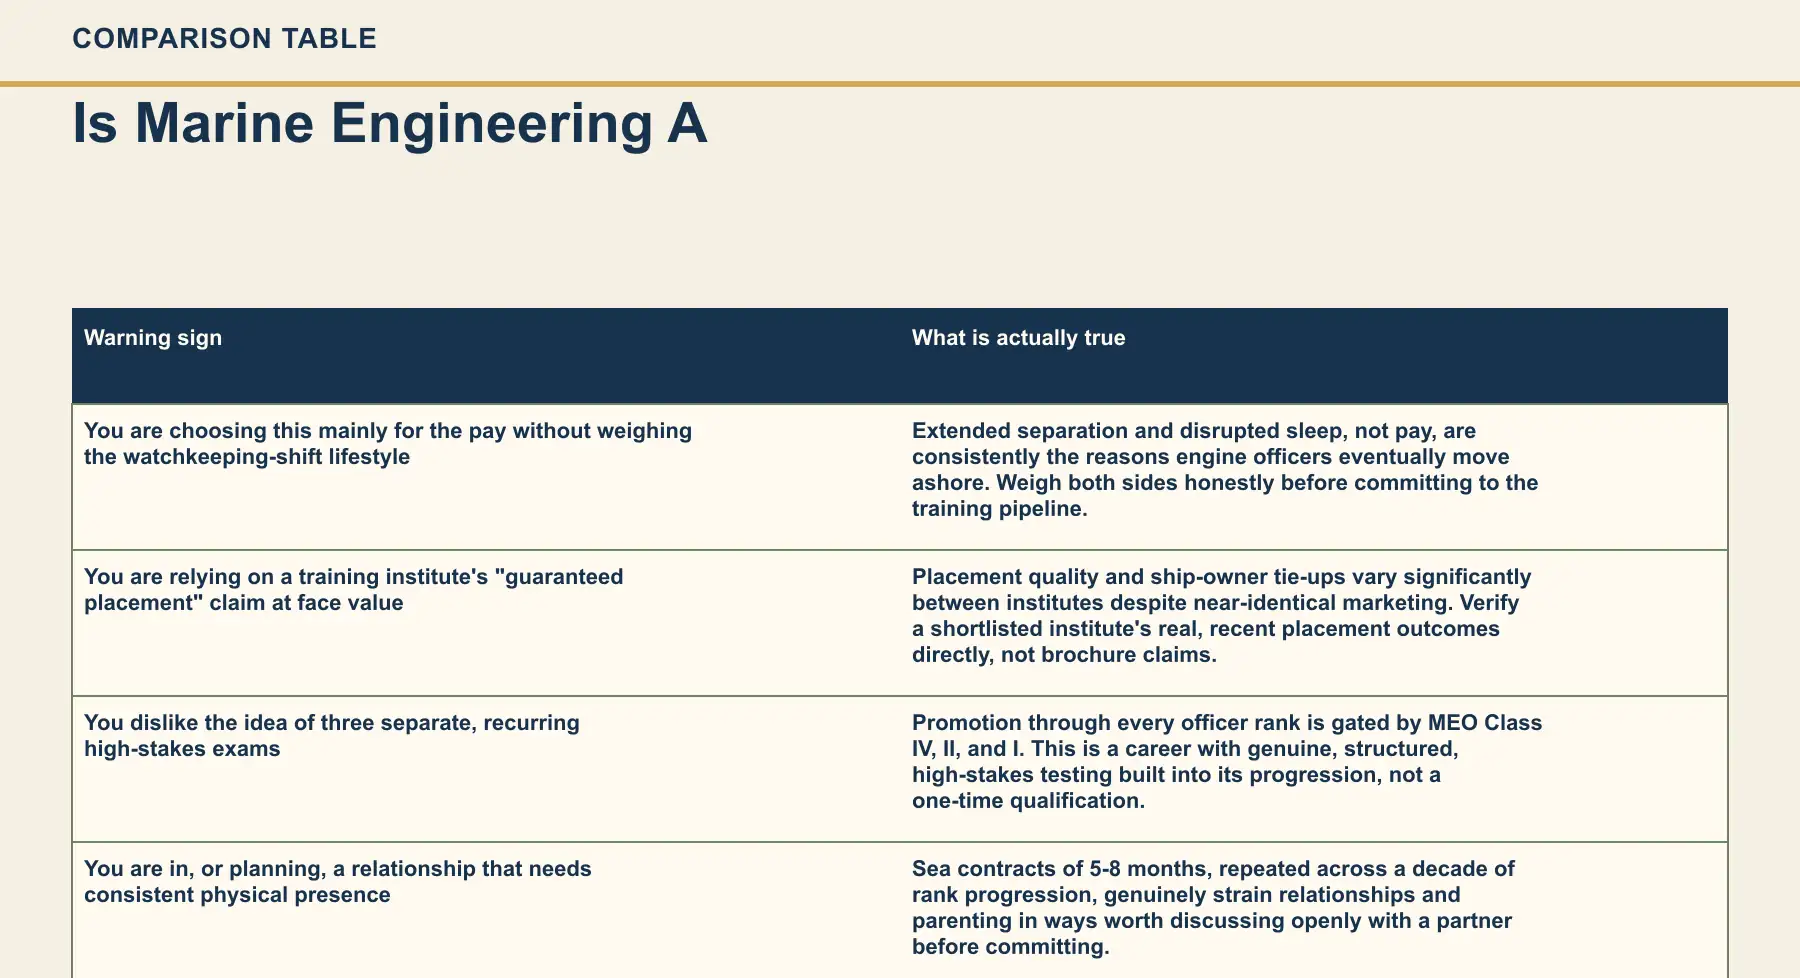 COMPARISON TABLE
Is Marine Engineering A
Warning sign
What is actually true
You are choosing this mainly for the pay without weighing
the watchkeeping-shift lifestyle
Extended separation and disrupted sleep, not pay, are
consistently the reasons engine officers eventually move
ashore. Weigh both sides honestly before committing to the
training pipeline.
You are relying on a training institute's "guaranteed
placement" claim at face value
Placement quality and ship-owner tie-ups vary significantly
between institutes despite near-identical marketing. Verify
a shortlisted institute's real, recent placement outcomes
directly, not brochure claims.
You dislike the idea of three separate, recurring
high-stakes exams
Promotion through every officer rank is gated by MEO Class
IV, II, and I. This is a career with genuine, structured,
high-stakes testing built into its progression, not a
one-time qualification.
You are in, or planning, a relationship that needs
consistent physical presence
Sea contracts of 5-8 months, repeated across a decade of
rank progression, genuinely strain relationships and
parenting in ways worth discussing openly with a partner
before committing.